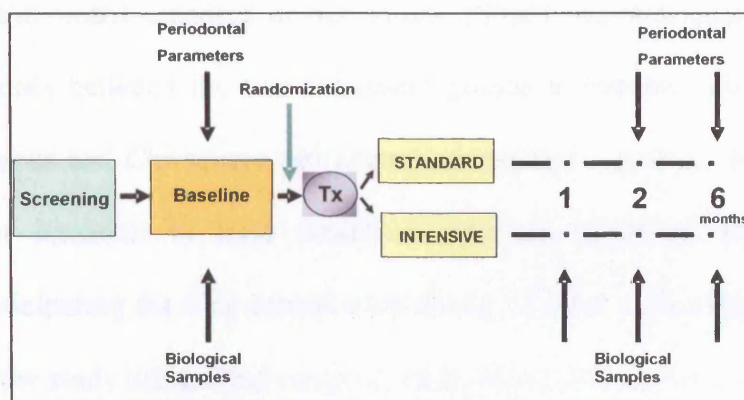 Periodontal
Parameters
Periodontal
Parameters
Randomization
Screening
Baseline
Tx
STANDARD
INTENSIVE
1 2 6
months
Biological
Samples
Biological
Samples